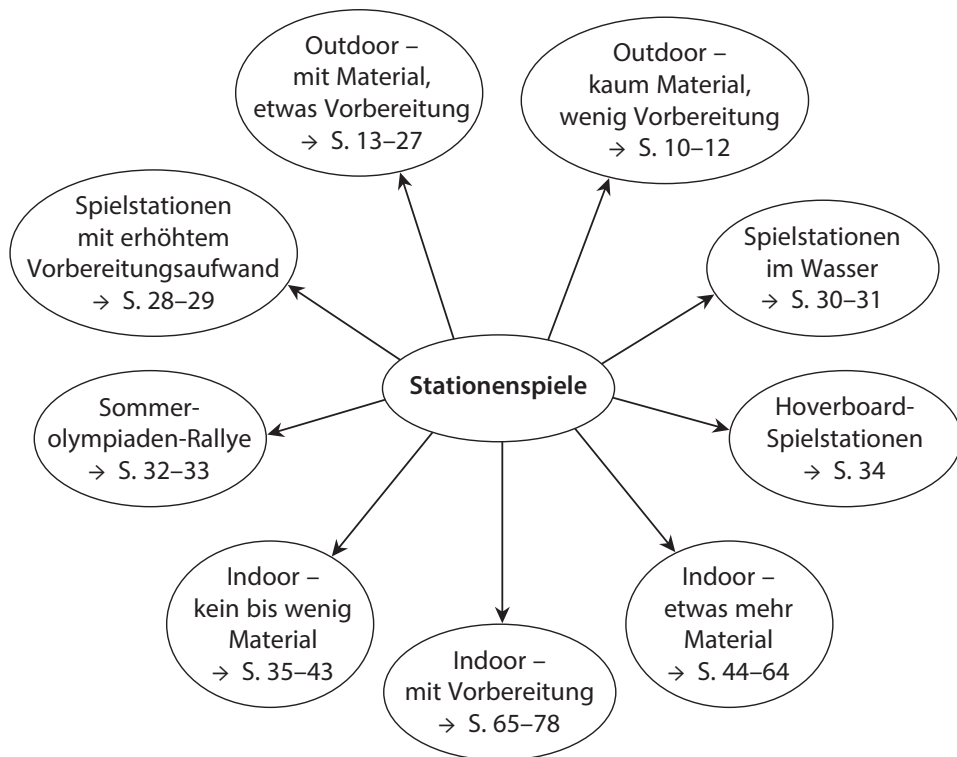 Outdoor –
mit Material,
etwas Vorbereitung
→ S. 13–27
Outdoor –
kaum Material,
wenig Vorbereitung
→ S. 10–12
Spielstationen
mit erhöhtem
Vorbereitungsaufwand
→ S. 28–29
Spielstationen
im Wasser
→ S. 30–31
Stationenspiele
Sommer-
olympiaden-Rallye
→ S. 32–33
Hoverboard-
Spielstationen
→ S. 34
Indoor –
kein bis wenig
Material
→ S. 35–43
Indoor –
mit Vorbereitung
→ S. 65–78
Indoor –
etwas mehr
Material
→ S. 44–64